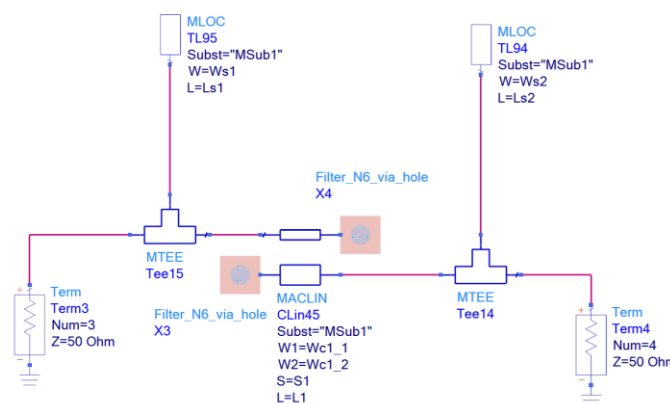 MLOC
TL95
Subst="MSub1"
W=Ws1
L=Ls1
MLOC
TL94
Subst="MSub1"
W=Ws2
L=Ls2
Filter_N6_via_hole
X4
MTEE
Tee15
MTEE
Tee14
+
Term
Term3
Num=3
Z=50 Ohm
-
Filter_N6_via_hole
X3
MACLIN
CLin45
Subst="MSub1"
W1=Wc1_1
W2=Wc1_2
S=S1
L=L1
+
Term
Term4
Num=4
Z=50 Ohm
-